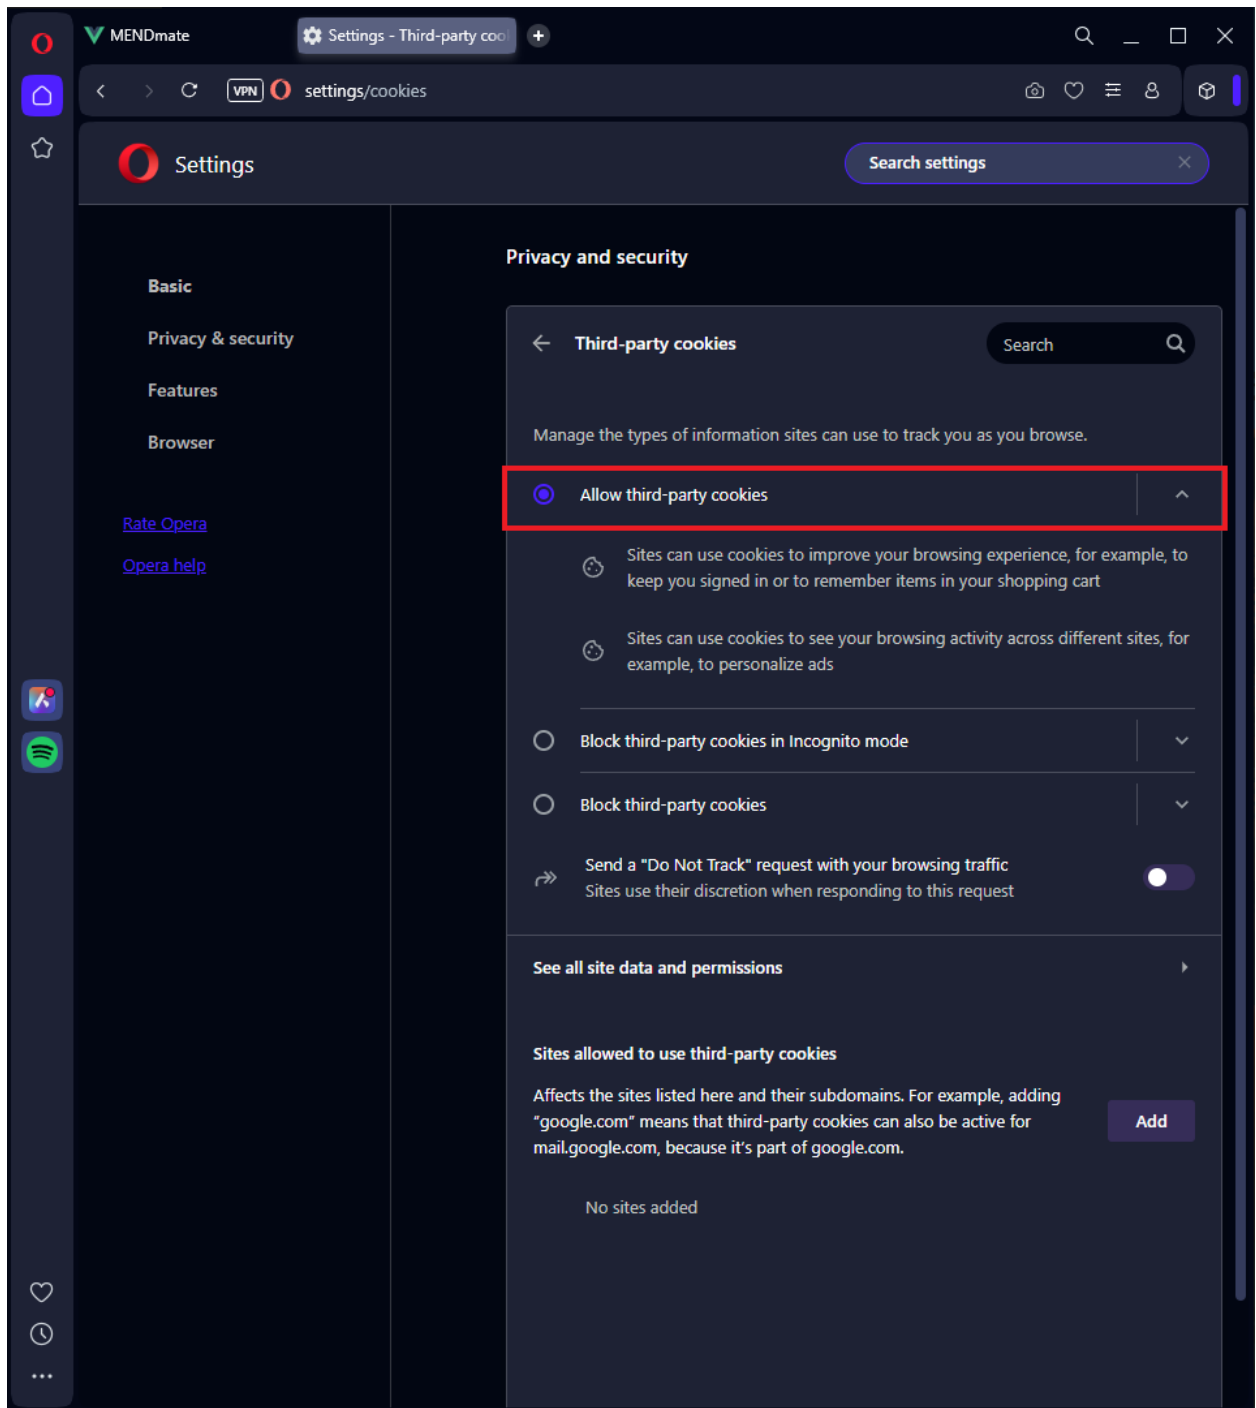 MENDmate
Settings - Third-party coo
VPN
settings/cookies
Settings
Search settings
Basic
Privacy & security
Features
Browser
Rate Opera
Opera help
Privacy and security
Third-party cookies
Search
Manage the types of information sites can use to track you as you browse.
Allow third-party cookies
Sites can use cookies to improve your browsing experience, for example, to
keep you signed in or to remember items in your shopping cart
Sites can use cookies to see your browsing activity across different sites, for
example, to personalize ads
Block third-party cookies in Incognito mode
Block third-party cookies
Send a "Do Not Track" request with your browsing traffic
Sites use their discretion when responding to this request
See all site data and permissions
Sites allowed to use third-party cookies
Affects the sites listed here and their subdomains. For example, adding
“google.com” means that third-party cookies can also be active for
mail.google.com, because it’s part of google.com.
Add
No sites added